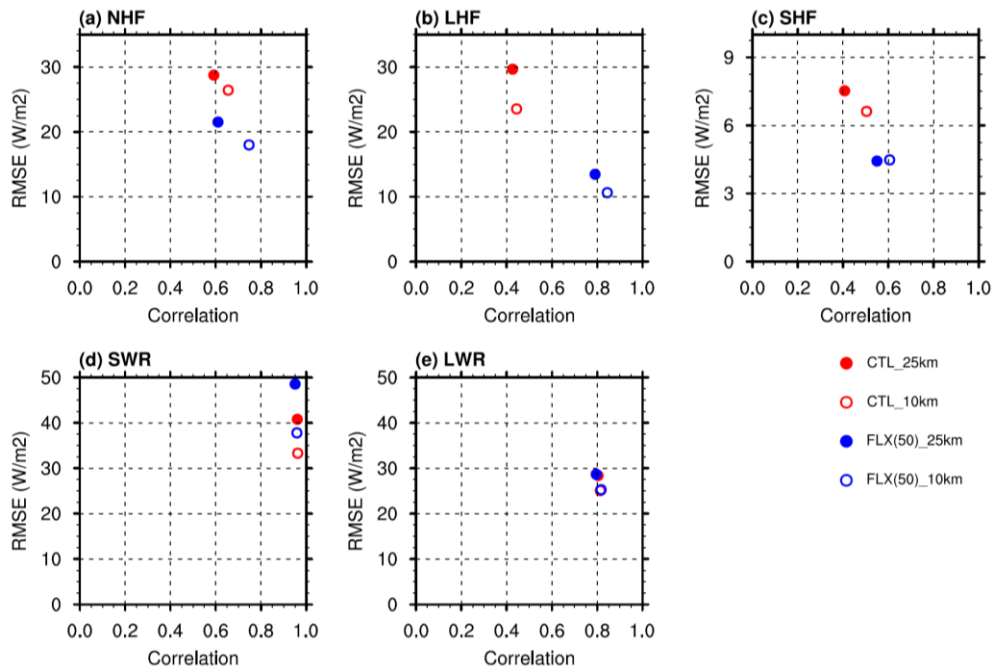 (a) NHF
RMSE (W/m2)
30
20
10
0
0.0 0.2 0.4 0.6 0.8 1.0
Correlation
(b) LHF
RMSE (W/m2)
30
20
10
0
0.0 0.2 0.4 0.6 0.8 1.0
Correlation
(c) SHF
RMSE (W/m2)
9
6
3
0
0.0 0.2 0.4 0.6 0.8 1.0
Correlation
(d) SWR
RMSE (W/m2)
50
40
30
20
10
0
0.0 0.2 0.4 0.6 0.8 1.0
Correlation
(e) LWR
RMSE (W/m2)
50
40
30
20
10
0
0.0 0.2 0.4 0.6 0.8 1.0
Correlation
CTL_25km
CTL_10km
FLX(50)_25km
FLX(50)_10km